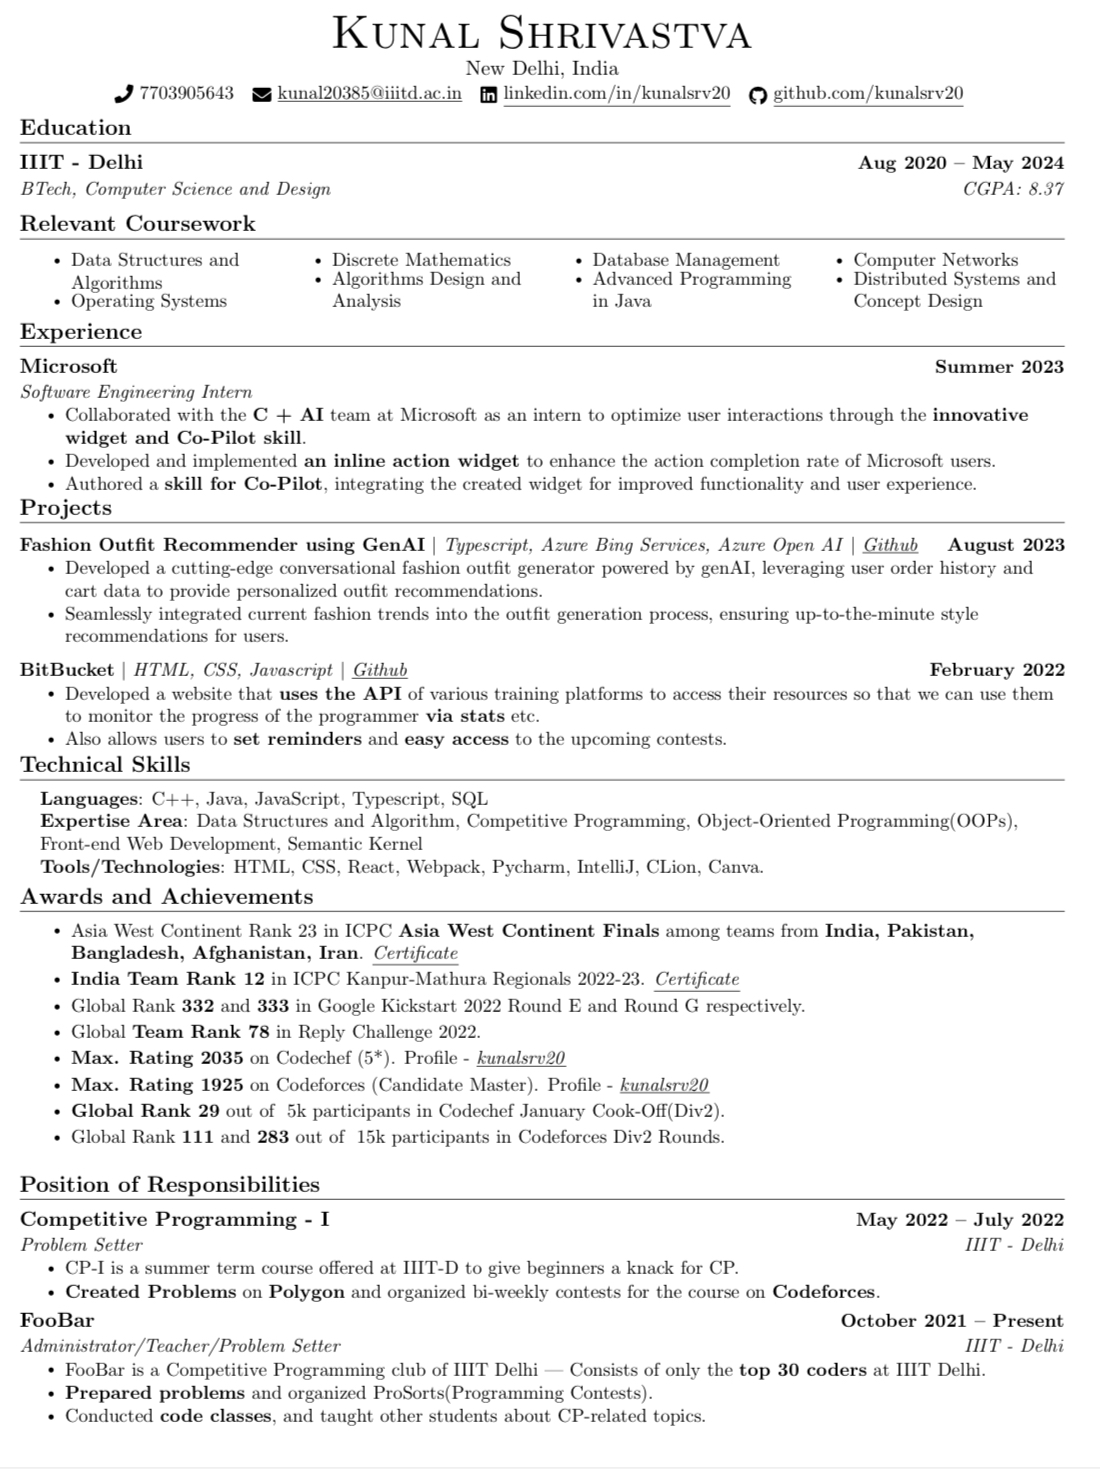 KUNAL SHRIVASTVA
New Delhi, India
7703905643 kunal20385@iiitd.ac.in linkedin.com/in/kunalsrv20 github.com/kunalsrv20
Education
IIIT - Delhi Aug 2020 – May 2024
BTech, Computer Science and Design CGPA: 8.37
Relevant Coursework
• Data Structures and Algorithms
• Operating Systems
• Discrete Mathematics
• Algorithms Design and Analysis
• Database Management
• Advanced Programming in Java
• Computer Networks
• Distributed Systems and Concept Design
Experience
Microsoft Summer 2023
Software Engineering Intern
• Collaborated with the C + AI team at Microsoft as an intern to optimize user interactions through the innovative
widget and Co-Pilot skill.
• Developed and implemented an inline action widget to enhance the action completion rate of Microsoft users.
• Authored a skill for Co-Pilot, integrating the created widget for improved functionality and user experience.
Projects
Fashion Outfit Recommender using GenAI | Typescript, Azure Bing Services, Azure Open AI | Github August 2023
• Developed a cutting-edge conversational fashion outfit generator powered by genAI, leveraging user order history and
cart data to provide personalized outfit recommendations.
• Seamlessly integrated current fashion trends into the outfit generation process, ensuring up-to-the-minute style
recommendations for users.
BitBucket | HTML, CSS, Javascript | Github February 2022
• Developed a website that uses the API of various training platforms to access their resources so that we can use them
to monitor the progress of the programmer via stats etc.
• Also allows users to set reminders and easy access to the upcoming contests.
Technical Skills
Languages: C++, Java, JavaScript, Typescript, SQL
Expertise Area: Data Structures and Algorithm, Competitive Programming, Object-Oriented Programming(OOPs),
Front-end Web Development, Semantic Kernel
Tools/Technologies: HTML, CSS, React, Webpack, Pycharm, IntelliJ, CLion, Canva.
Awards and Achievements
• Asia West Continent Rank 23 in ICPC Asia West Continent Finals among teams from India, Pakistan,
Bangladesh, Afghanistan, Iran. Certificate
• India Team Rank 12 in ICPC Kanpur-Mathura Regionals 2022-23. Certificate
• Global Rank 332 and 333 in Google Kickstart 2022 Round E and Round G respectively.
• Global Team Rank 78 in Reply Challenge 2022.
• Max. Rating 2035 on Codechef (5*). Profile - kunalsrv20
• Max. Rating 1925 on Codeforces (Candidate Master). Profile - kunalsrv20
• Global Rank 29 out of 5k participants in Codechef January Cook-Off(Div2).
• Global Rank 111 and 283 out of 15k participants in Codeforces Div2 Rounds.
Position of Responsibilities
Competitive Programming - I May 2022 – July 2022
Problem Setter IIIT - Delhi
• CP-I is a summer term course offered at IIIT-D to give beginners a knack for CP.
• Created Problems on Polygon and organized bi-weekly contests for the course on Codeforces.
FooBar October 2021 – Present
Administrator/Teacher/Problem Setter IIIT - Delhi
• FooBar is a Competitive Programming club of IIIT Delhi — Consists of only the top 30 coders at IIIT Delhi.
• Prepared problems and organized ProSorts(Programming Contests).
• Conducted code classes, and taught other students about CP-related topics.